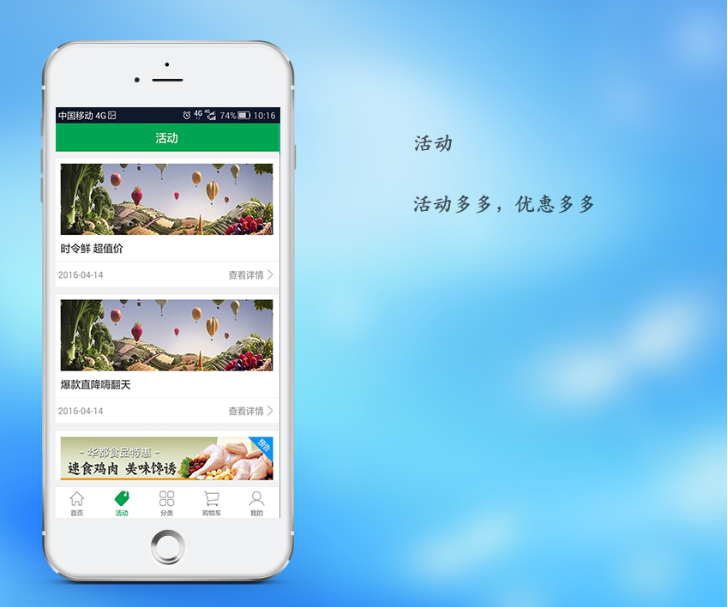 中国移动 4G 4G 74% 10:16
活动
时令鲜 超值价
2016-04-14 查看详情
爆款直降嗨翻天
2016-04-14 查看详情
- 华都食品特惠 -
预告
速食鸡肉 美味馋诱
首页 活动 分类 购物车 我的
活动
活动多多，优惠多多